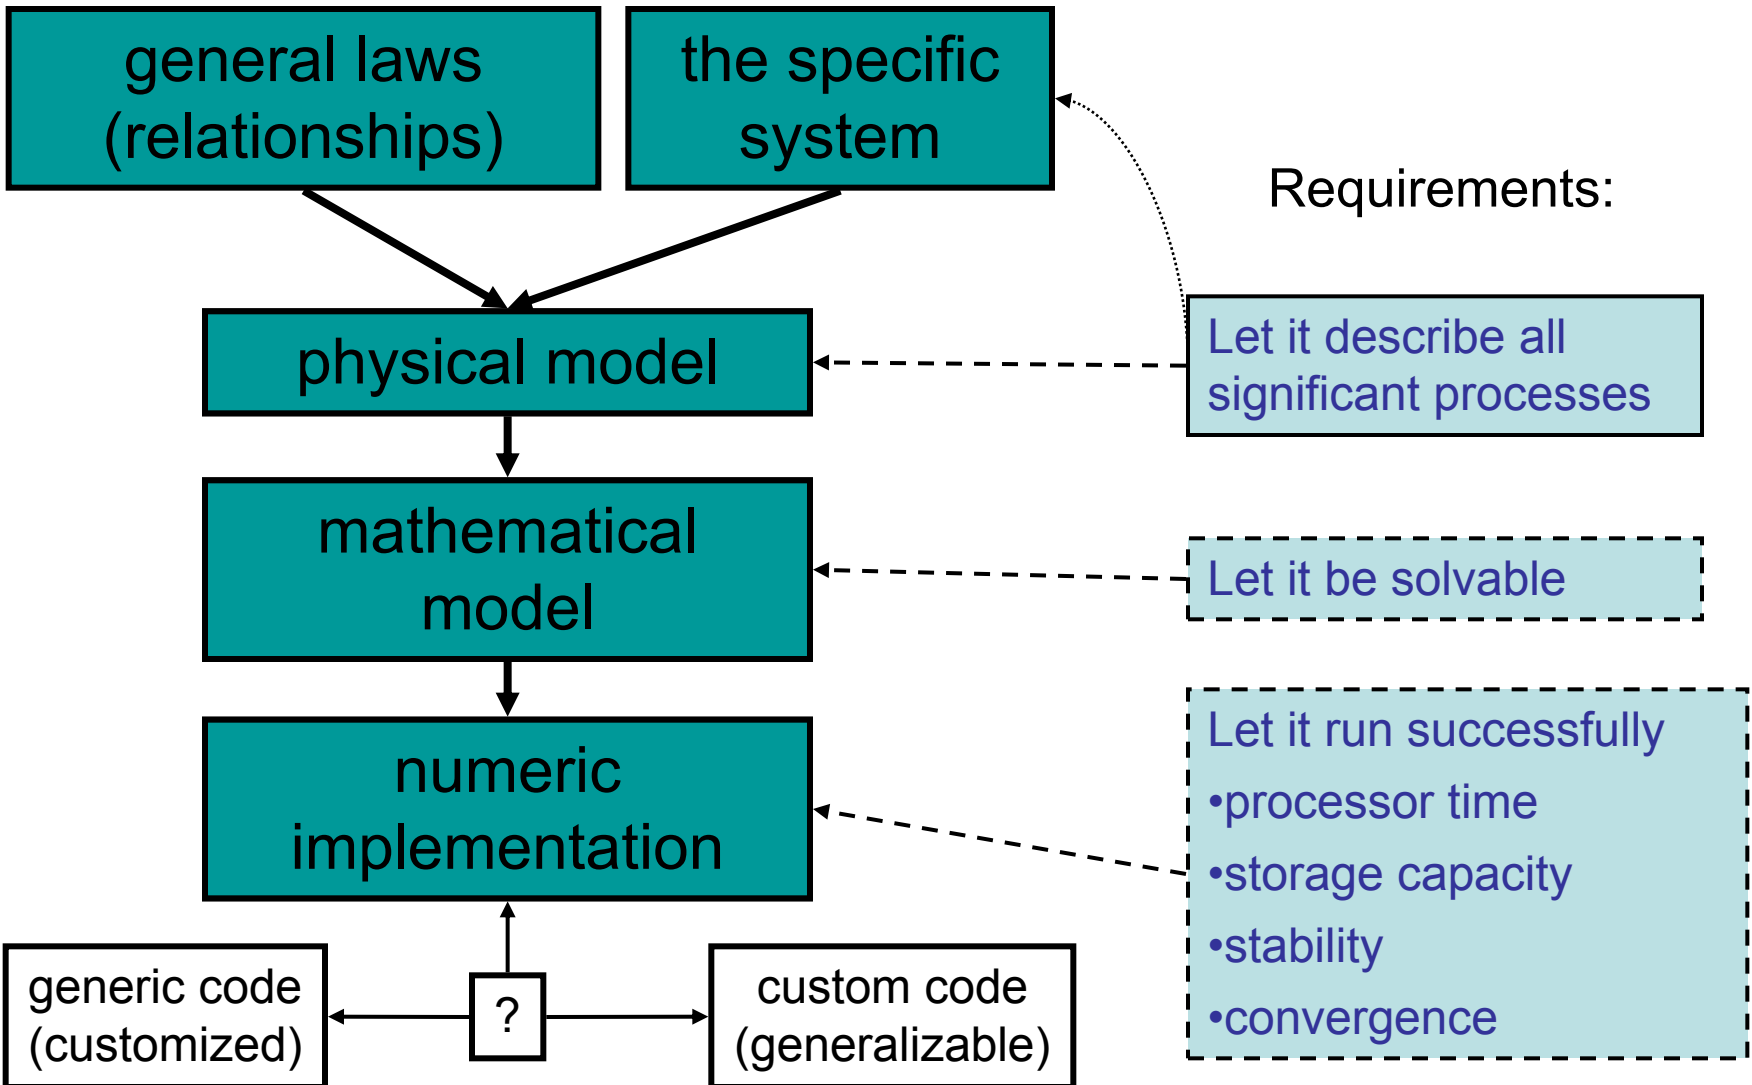 general laws
(relationships)
the specific
system
Requirements:
physical model
Let it describe all
significant processes
mathematical
model
Let it be solvable
numeric
implementation
Let it run successfully
•processor time
•storage capacity
•stability
•convergence
generic code
(customized)
?
custom code
(generalizable)